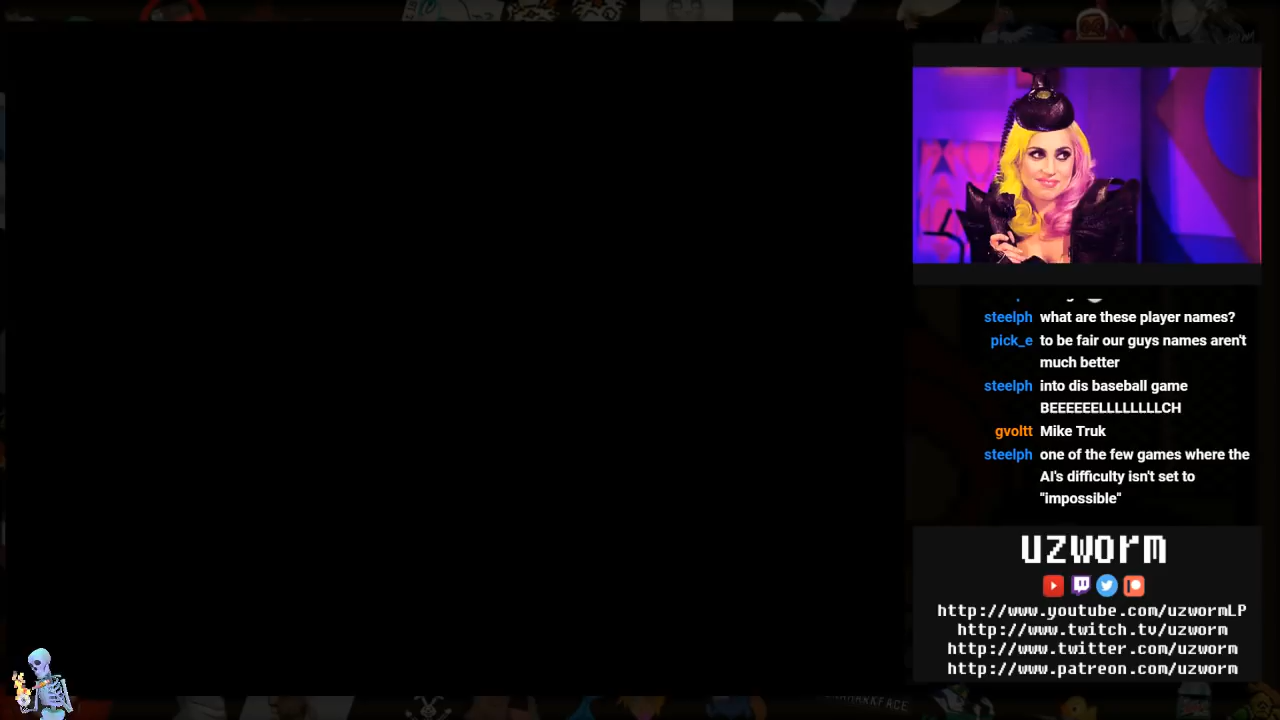 steelph what are these player names?
pick_e to be fair our guys names aren't
much better
steelph into dis baseball game
BEEEEEELLLLLLLLCH
gvoltt Mike Truk
steelph one of the few games where the
AI's difficulty isn't set to
"impossible"
uzworm
http://www.youtube.com/uzwormLP
http://www.twitch.tv/uzworm
http://www.twitter.com/uzworm
http://www.patreon.com/uzworm